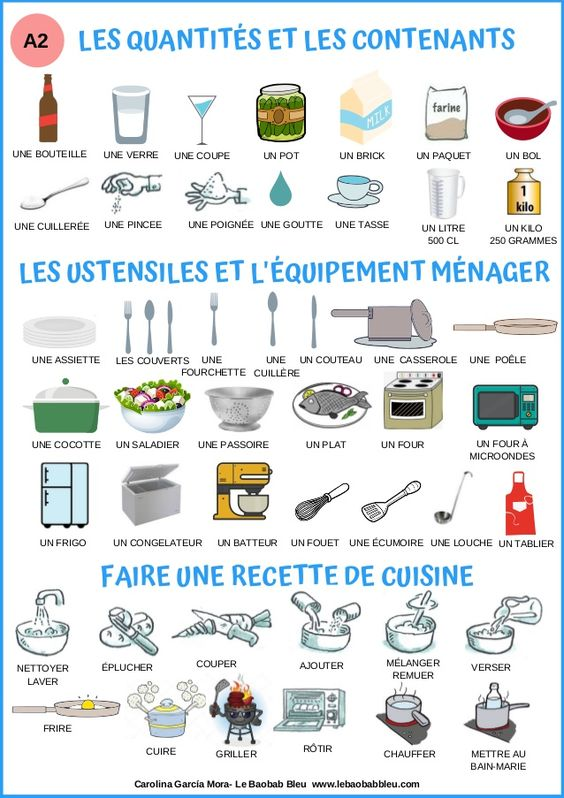 A2
LES QUANTITÉS ET LES CONTENANTS
farine
MILK
UNE BOUTEILLE
UNE VERRE
UNE COUPE
UN POT
UN BRICK
UN PAQUET
UN BOL
1
kilo
UNE CUILLERÉE
UNE PINCEE
UNE POIGNÉE
UNE GOUTTE
UNE TASSE
UN LITRE
500 CL
UN KILO
250 GRAMMES
LES USTENSILES ET L'ÉQUIPEMENT MÉNAGER
UNE ASSIETTE
LES COUVERTS
UNE
FOURCHETTE
UNE
CUILLÈRE
UN COUTEAU
UNE CASSEROLE
UNE POÊLE
UNE COCOTTE
UN SALADIER
UNE PASSOIRE
UN PLAT
UN FOUR
UN FOUR À
MICROONDES
UN FRIGO
UN CONGELATEUR
UN BATTEUR
UN FOUET
UNE ÉCUMOIRE
UNE LOUCHE
UN TABLIER
FAIRE UNE RECETTE DE CUISINE
NETTOYER
LAVER
ÉPLUCHER
COUPER
AJOUTER
MÉLANGER
REMUER
VERSER
FRIRE
CUIRE
GRILLER
RÔTIR
CHAUFFER
METTRE AU
BAIN-MARIE
Carolina García Mora- Le Baobab Bleu www.lebaobabbleu.com